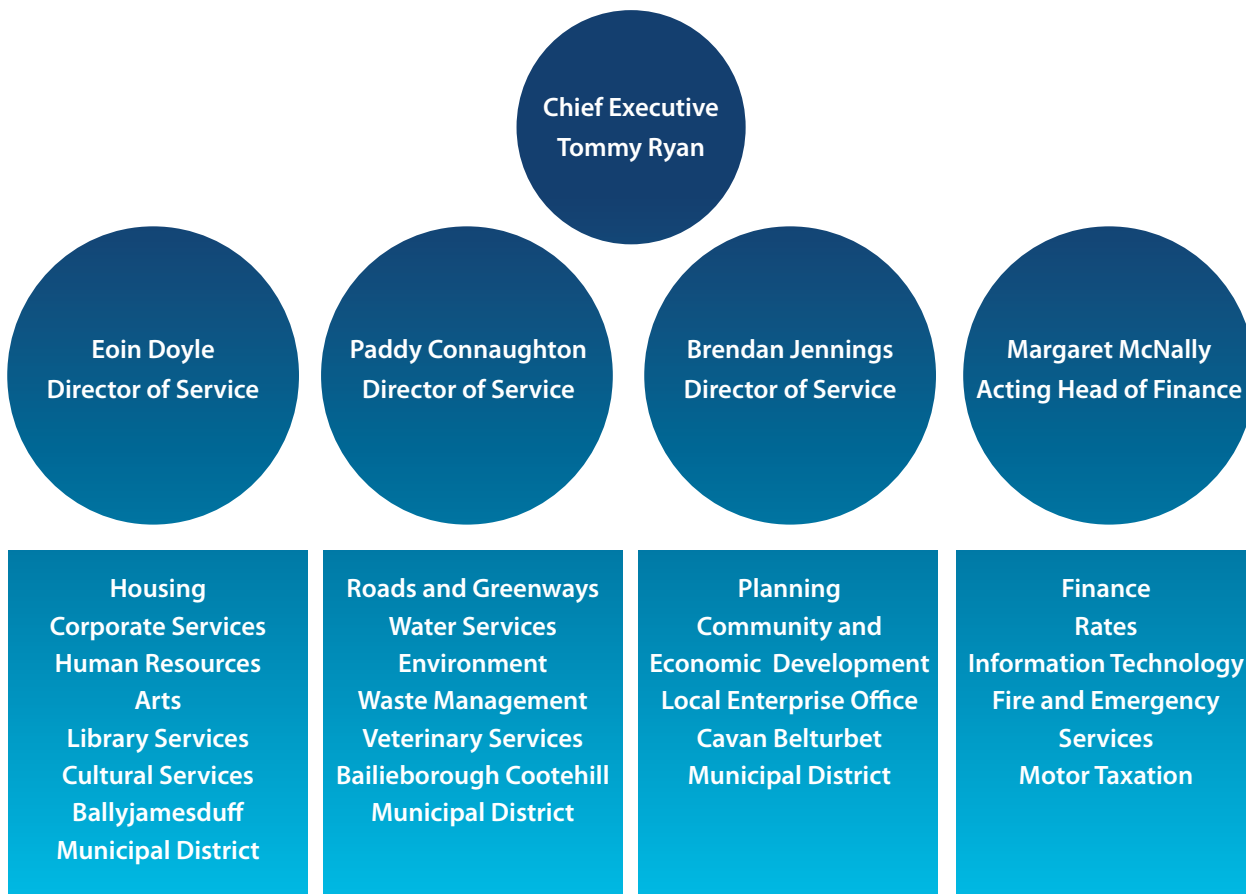 Chief Executive
Tommy Ryan
Eoin Doyle
Director of Service
Paddy Connaughton
Director of Service
Brendan Jennings
Director of Service
Margaret McNally
Acting Head of Finance
Housing
Corporate Services
Human Resources
Arts
Library Services
Cultural Services
Ballyjamesduff
Municipal District
Roads and Greenways
Water Services
Environment
Waste Management
Veterinary Services
Bailieborough Cootehill
Municipal District
Planning
Community and
Economic Development
Local Enterprise Office
Cavan Belturbet
Municipal District
Finance
Rates
Information Technology
Fire and Emergency
Services
Motor Taxation